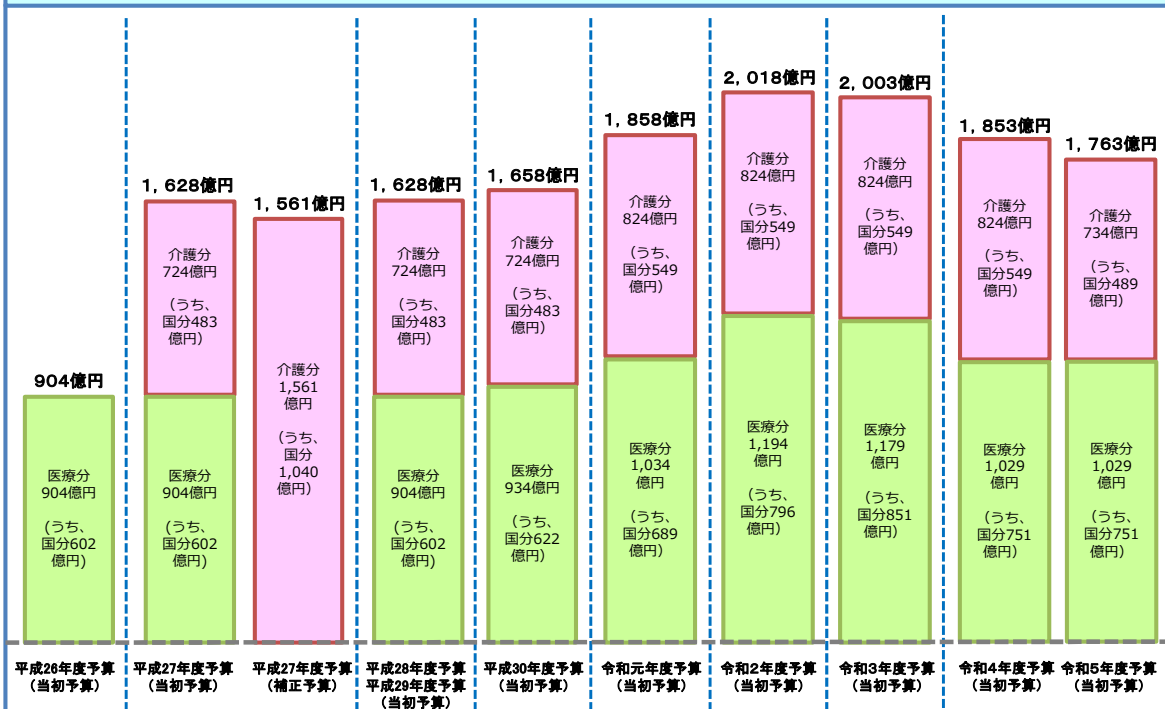 904億円
医療分
904億円
(うち、
国分602
億円)
平成26年度予算
(当初予算)
1,628億円
介護分
724億円
(うち、
国分483
億円)
医療分
904億円
(うち、
国分602
億円)
平成27年度予算
(当初予算)
1,561億円
介護分
1,561
億円
(うち、
国分
1,040
億円)
平成27年度予算
(補正予算)
1,628億円
介護分
724億円
(うち、
国分483
億円)
医療分
904億円
(うち、
国分602
億円)
平成28年度予算
平成29年度予算
(当初予算)
1,658億円
介護分
724億円
(うち、
国分483
億円)
医療分
934億円
(うち、
国分622
億円)
平成30年度予算
(当初予算)
1,858億円
介護分
824億円
(うち、
国分549
億円)
医療分
1,034
億円
(うち、
国分689
億円)
令和元年度予算
(当初予算)
2,018億円
介護分
824億円
(うち、
国分549
億円)
医療分
1,194
億円
(うち、
国分796
億円)
令和2年度予算
(当初予算)
2,003億円
介護分
824億円
(うち、
国分549
億円)
医療分
1,179
億円
(うち、
国分851
億円)
令和3年度予算
(当初予算)
1,853億円
介護分
824億円
(うち、
国分549
億円)
医療分
1,029
億円
(うち、
国分751
億円)
令和4年度予算
(当初予算)
1,763億円
介護分
734億円
(うち、
国分489
億円)
医療分
1,029
億円
(うち、
国分751
億円)
令和5年度予算
(当初予算)